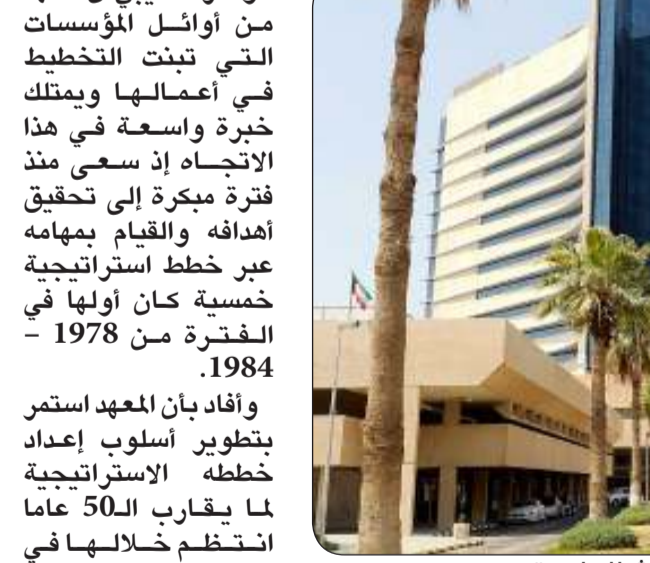 من أوائل المؤسسات
التي تبنت التخطيط
في أعمالها ويمتلك
خبرة واسعة في هذا
الاتجاه إذ سعى منذ
فترة مبكرة إلى تحقيق
أهدافه والقيام بمهامه
عبر خطط استراتيجية
خمسية كان أولها في
الفترة من 1978 –
1984.
وأفاد بأن المعهد استمر
بتطوير أسلوب إعداد
خططه الاستراتيجية
لما يقارب الـ50 عاما
انتظم خلالها في